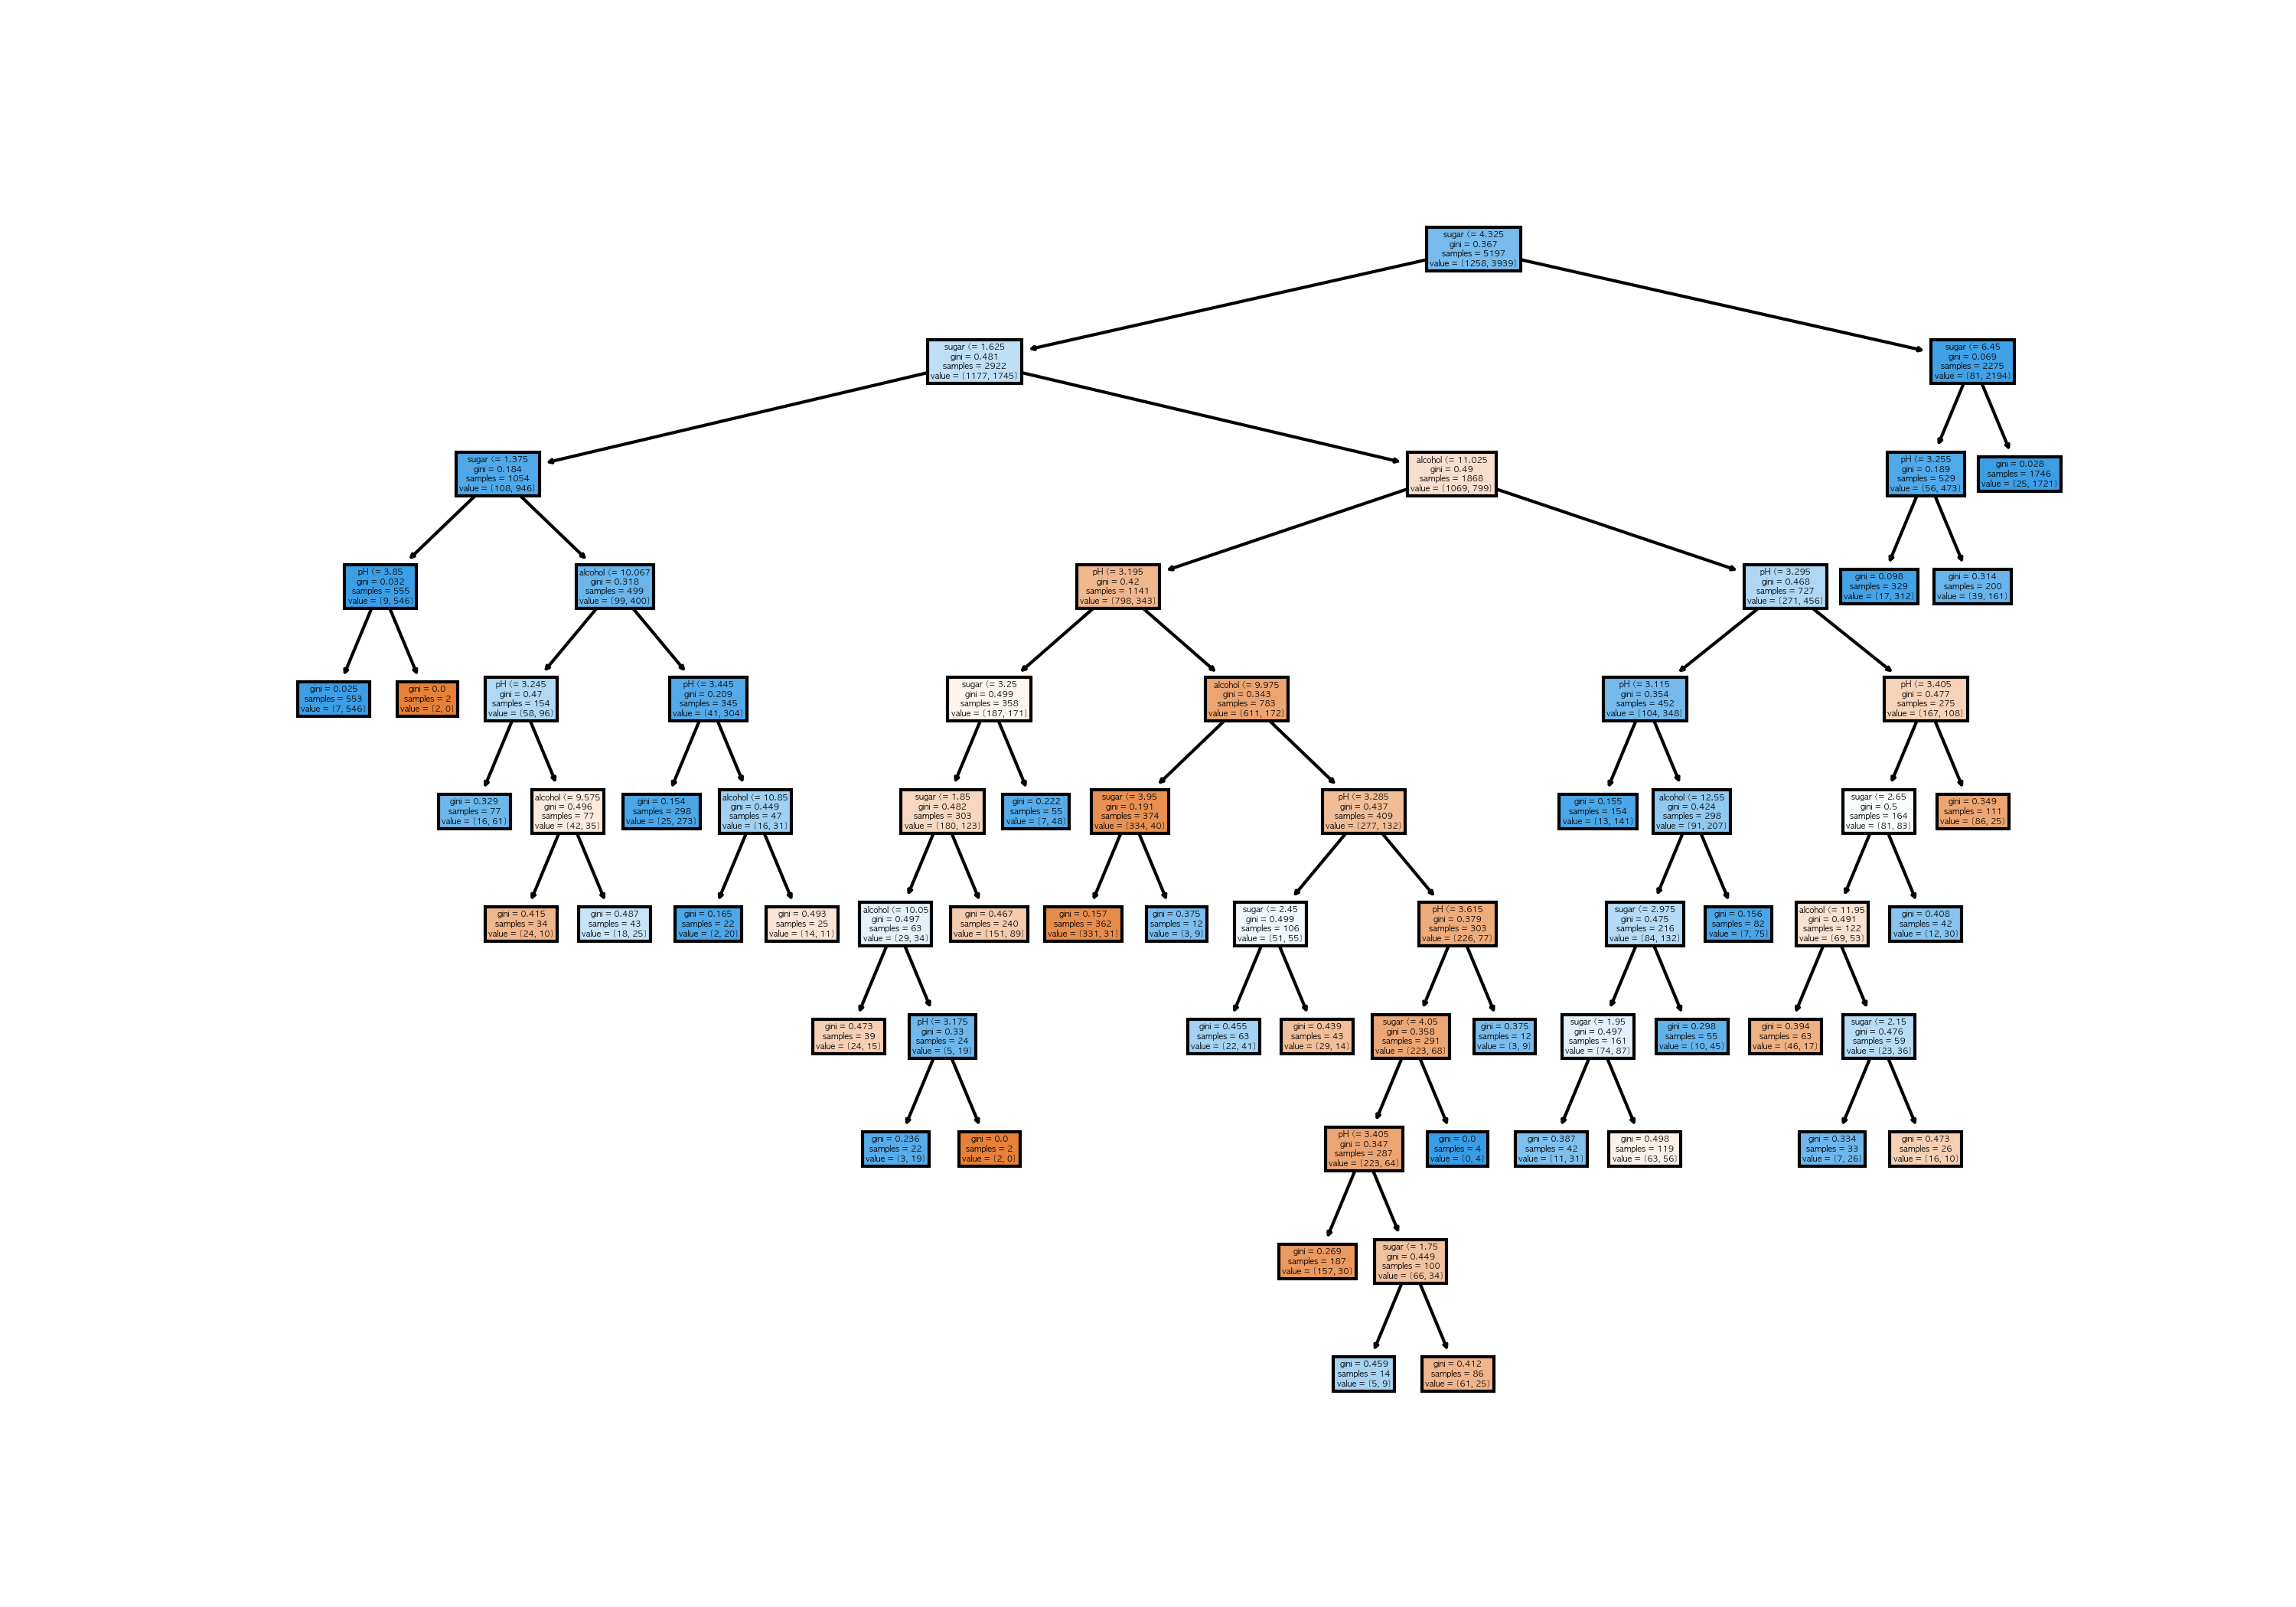 sugar <= 4.325
gini = 0.367
samples = 5197
value = [1258, 3939]
sugar <= 1.625
gini = 0.481
samples = 2922
value = [1177, 1745]
sugar <= 6.45
gini = 0.069
samples = 2275
value = [81, 2194]
sugar <= 1.375
gini = 0.184
samples = 1054
value = [108, 946]
alcohol <= 11.025
gini = 0.49
samples = 1868
value = [1069, 799]
pH <= 3.255
gini = 0.189
samples = 529
value = [56, 473]
gini = 0.028
samples = 1746
value = [25, 1721]
pH <= 3.85
gini = 0.032
samples = 555
value = [9, 546]
alcohol <= 10.067
gini = 0.318
samples = 499
value = [99, 400]
pH <= 3.195
gini = 0.42
samples = 1141
value = [798, 343]
pH <= 3.295
gini = 0.468
samples = 727
value = [271, 456]
gini = 0.098
samples = 329
value = [17, 312]
gini = 0.314
samples = 200
value = [39, 161]
gini = 0.025
samples = 553
value = [7, 546]
gini = 0.0
samples = 2
value = [2, 0]
pH <= 3.245
gini = 0.47
samples = 154
value = [58, 96]
pH <= 3.445
gini = 0.209
samples = 345
value = [41, 304]
sugar <= 3.25
gini = 0.499
samples = 358
value = [187, 171]
alcohol <= 9.975
gini = 0.343
samples = 783
value = [611, 172]
pH <= 3.115
gini = 0.354
samples = 452
value = [104, 348]
pH <= 3.405
gini = 0.477
samples = 275
value = [167, 108]
gini = 0.329
samples = 77
value = [16, 61]
alcohol <= 9.575
gini = 0.496
samples = 77
value = [42, 35]
gini = 0.154
samples = 298
value = [25, 273]
alcohol <= 10.85
gini = 0.449
samples = 47
value = [16, 31]
sugar <= 1.85
gini = 0.482
samples = 303
value = [180, 123]
gini = 0.222
samples = 55
value = [7, 48]
sugar <= 3.95
gini = 0.191
samples = 374
value = [334, 40]
pH <= 3.285
gini = 0.437
samples = 409
value = [277, 132]
gini = 0.155
samples = 154
value = [13, 141]
alcohol <= 12.55
gini = 0.424
samples = 298
value = [91, 207]
sugar <= 2.65
gini = 0.5
samples = 164
value = [81, 83]
gini = 0.349
samples = 111
value = [86, 25]
gini = 0.415
samples = 34
value = [24, 10]
gini = 0.487
samples = 43
value = [18, 25]
gini = 0.165
samples = 22
value = [2, 20]
gini = 0.493
samples = 25
value = [14, 11]
alcohol <= 10.05
gini = 0.497
samples = 63
value = [29, 34]
gini = 0.467
samples = 240
value = [151, 89]
gini = 0.157
samples = 362
value = [331, 31]
gini = 0.375
samples = 12
value = [3, 9]
sugar <= 2.45
gini = 0.499
samples = 106
value = [51, 55]
pH <= 3.615
gini = 0.379
samples = 303
value = [226, 77]
sugar <= 2.975
gini = 0.475
samples = 216
value = [84, 132]
gini = 0.156
samples = 82
value = [7, 75]
alcohol <= 11.95
gini = 0.491
samples = 122
value = [69, 53]
gini = 0.408
samples = 42
value = [12, 30]
gini = 0.473
samples = 39
value = [24, 15]
pH <= 3.175
gini = 0.33
samples = 24
value = [5, 19]
gini = 0.455
samples = 63
value = [22, 41]
gini = 0.439
samples = 43
value = [29, 14]
sugar <= 4.05
gini = 0.358
samples = 291
value = [223, 68]
gini = 0.375
samples = 12
value = [3, 9]
sugar <= 1.95
gini = 0.497
samples = 161
value = [74, 87]
gini = 0.298
samples = 55
value = [10, 45]
gini = 0.394
samples = 63
value = [46, 17]
sugar <= 2.15
gini = 0.476
samples = 59
value = [23, 36]
gini = 0.236
samples = 22
value = [3, 19]
gini = 0.0
samples = 2
value = [2, 0]
pH <= 3.405
gini = 0.347
samples = 287
value = [223, 64]
gini = 0.0
samples = 4
value = [0, 4]
gini = 0.387
samples = 42
value = [11, 31]
gini = 0.498
samples = 119
value = [63, 56]
gini = 0.334
samples = 33
value = [7, 26]
gini = 0.473
samples = 26
value = [16, 10]
gini = 0.269
samples = 187
value = [157, 30]
sugar <= 1.75
gini = 0.449
samples = 100
value = [66, 34]
gini = 0.459
samples = 14
value = [5, 9]
gini = 0.412
samples = 86
value = [61, 25]